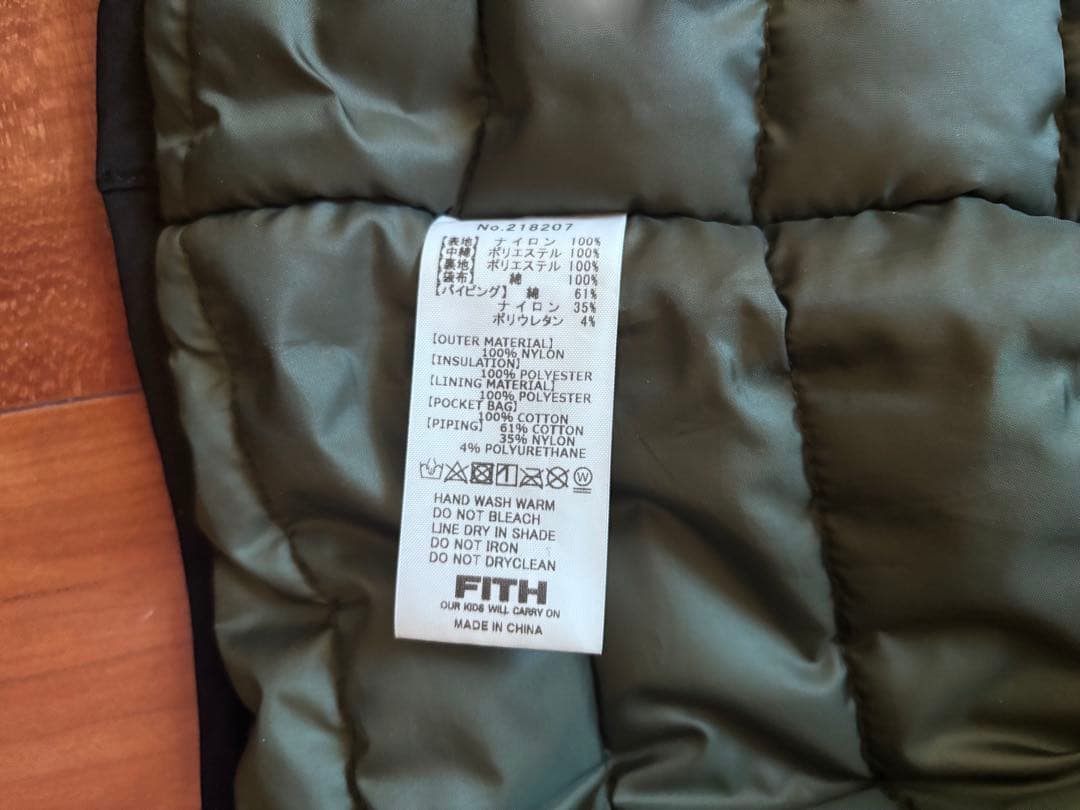 No.218207
【表地】 ナイロン 100%
【中綿】 ポリエステル 100%
【裏地】 ポリエステル 100%
【袋布】 綿 100%
【パイピング】 綿 61%
ナイロン 35%
ポリウレタン 4%
【OUTER MATERIAL】
100% NYLON
【INSULATION】
100% POLYESTER
【LINING MATERIAL】
100% POLYESTER
【POCKET BAG】
100% COTTON
【PIPING】 61% COTTON
35% NYLON
4% POLYURETHANE
W
HAND WASH WARM
DO NOT BLEACH
LINE DRY IN SHADE
DO NOT IRON
DO NOT DRYCLEAN
FITH
OUR KIDS WILL CARRY ON
MADE IN CHINA